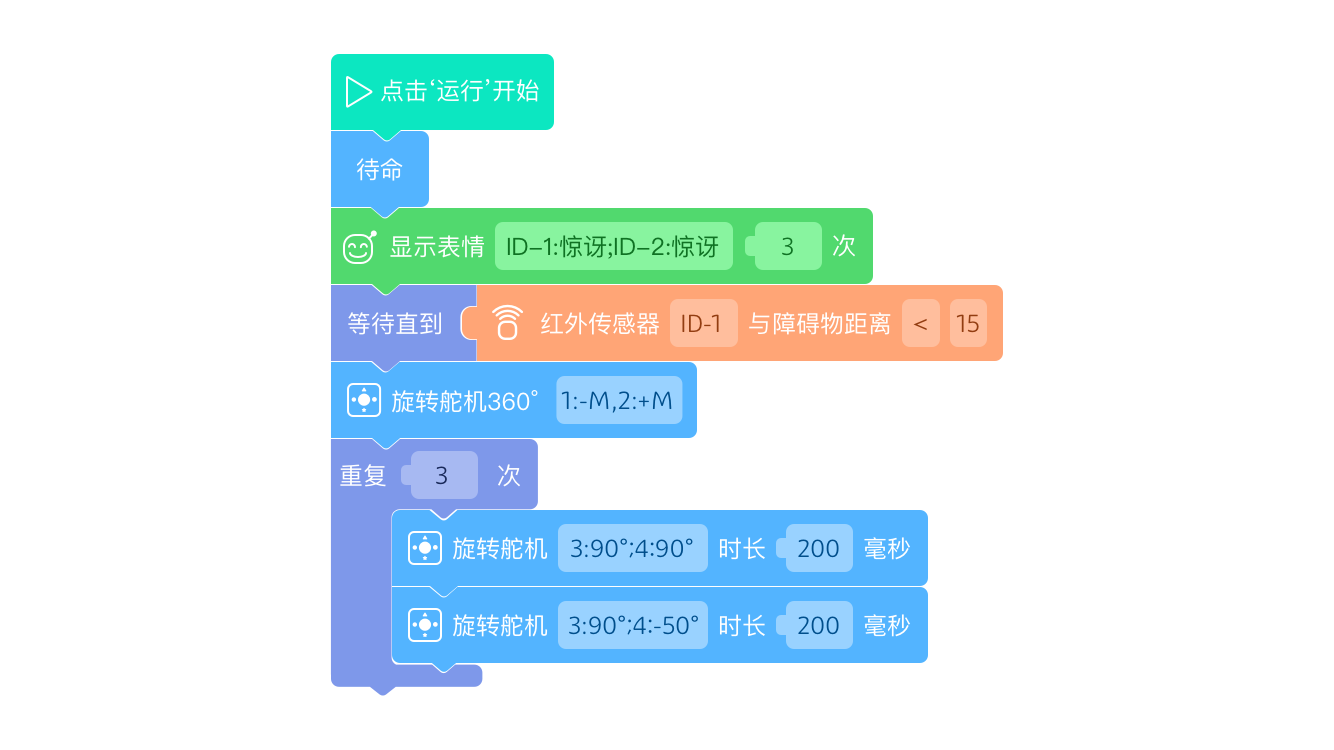 点击‘运行’开始
待命
显示表情 ID-1:惊讶;ID-2:惊讶 3 次
等待直到 红外传感器 ID-1 与障碍物距离 < 15
旋转舵机360° 1:-M,2:+M
重复 3 次
旋转舵机 3:90°;4:90° 时长 200 毫秒
旋转舵机 3:90°;4:-50° 时长 200 毫秒